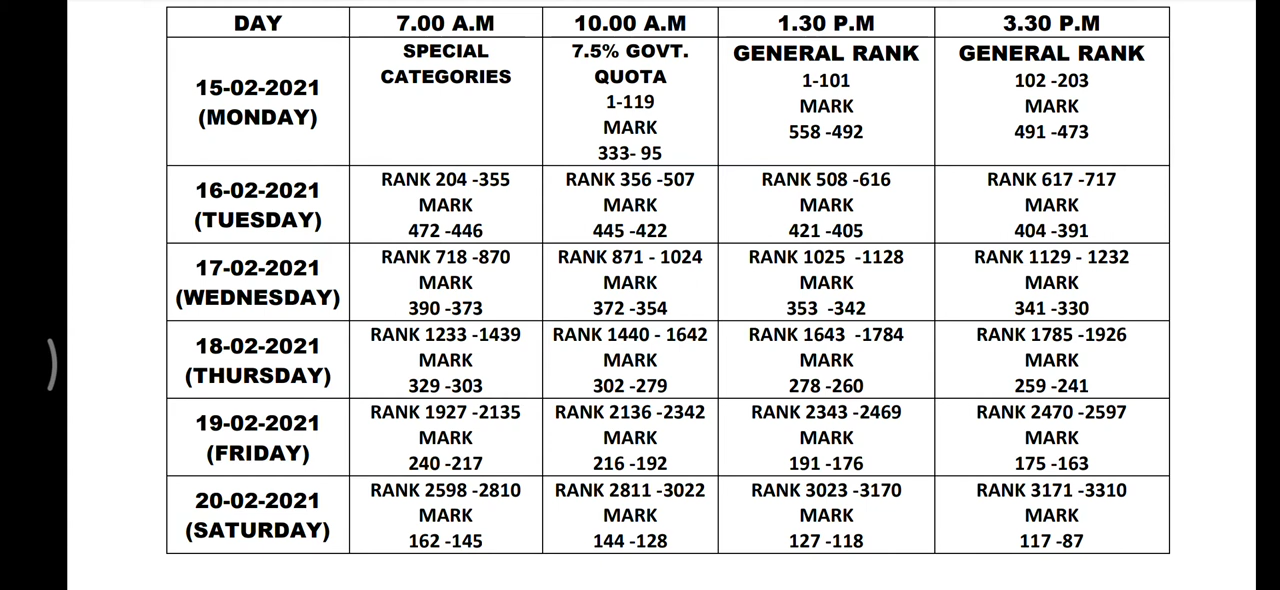 DAY 7.00 A.M 10.00 A.M 1.30 P.M 3.30 P.M
15-02-2021
(MONDAY)
SPECIAL
CATEGORIES
7.5% GOVT.
QUOTA
1-119
MARK
333- 95
GENERAL RANK
1-101
MARK
558 -492
GENERAL RANK
102 -203
MARK
491 -473
16-02-2021
(TUESDAY)
RANK 204 -355
MARK
472 -446
RANK 356 -507
MARK
445 -422
RANK 508 -616
MARK
421 -405
RANK 617 -717
MARK
404 -391
17-02-2021
(WEDNESDAY)
RANK 718 -870
MARK
390 -373
RANK 871 - 1024
MARK
372 -354
RANK 1025  -1128
MARK
353  -342
RANK 1129 - 1232
MARK
341 -330
18-02-2021
(THURSDAY)
RANK 1233 -1439
MARK
329 -303
RANK 1440 - 1642
MARK
302 -279
RANK 1643  -1784
MARK
278 -260
RANK 1785 -1926
MARK
259 -241
19-02-2021
(FRIDAY)
RANK 1927 -2135
MARK
240 -217
RANK 2136 -2342
MARK
216 -192
RANK 2343 -2469
MARK
191 -176
RANK 2470 -2597
MARK
175 -163
20-02-2021
(SATURDAY)
RANK 2598 -2810
MARK
162 -145
RANK 2811 -3022
MARK
144 -128
RANK 3023 -3170
MARK
127 -118
RANK 3171 -3310
MARK
117 -87